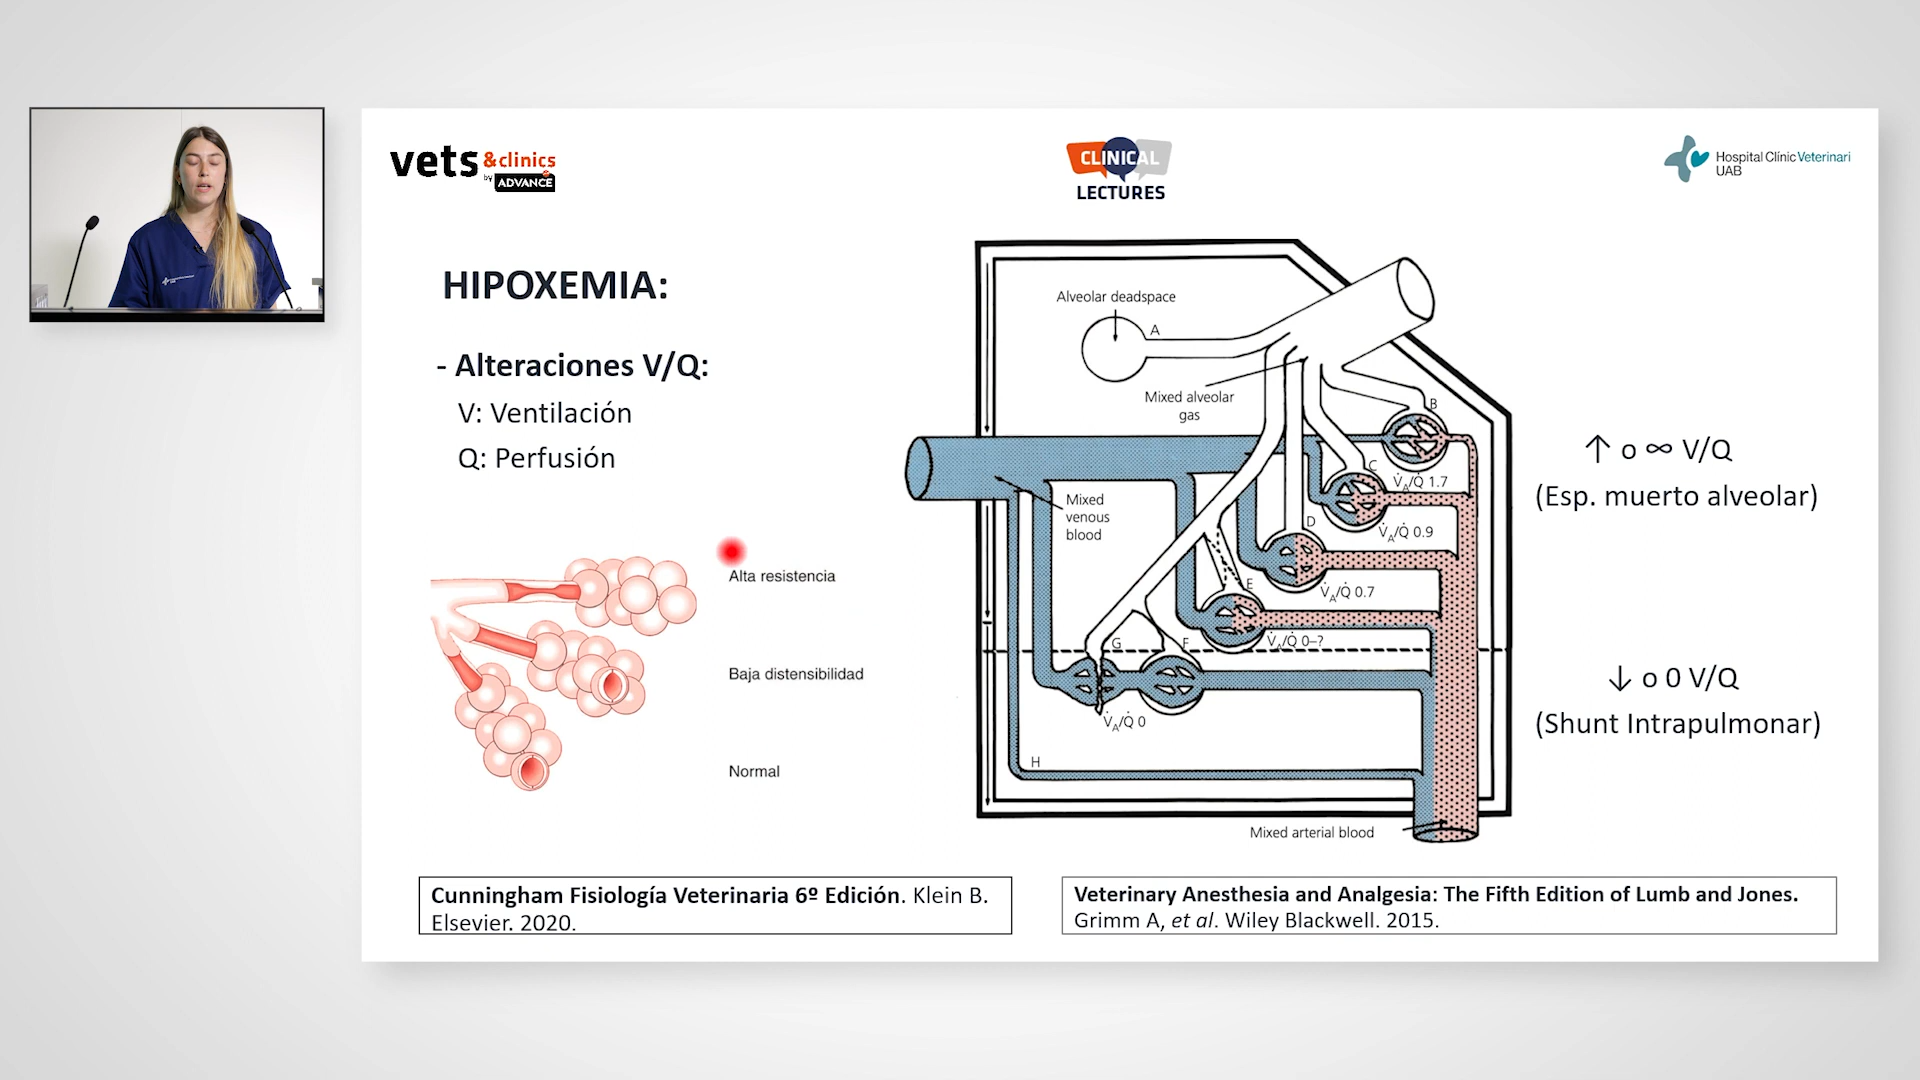 vets &clinics
by ADVANCE
CLINICAL
LECTURES
Hospital Clínic Veterinari
UAB
HIPOXEMIA:
- Alteraciones V/Q:
V: Ventilación
Q: Perfusión
Alta resistencia
Baja distensibilidad
Normal
Alveolar deadspace
A
Mixed alveolar
gas
B
C
V̇A/Q̇ 1.7
Mixed
venous
blood
D
V̇A/Q̇ 0.9
E
V̇A/Q̇ 0.7
G
F
V̇A/Q̇ 0–?
V̇A/Q̇ 0
H
Mixed arterial blood
↑ o ∞ V/Q
(Esp. muerto alveolar)
↓ o 0 V/Q
(Shunt Intrapulmonar)
Cunningham Fisiología Veterinaria 6º Edición. Klein B.
Elsevier. 2020.
Veterinary Anesthesia and Analgesia: The Fifth Edition of Lumb and Jones.
Grimm A, et al. Wiley Blackwell. 2015.